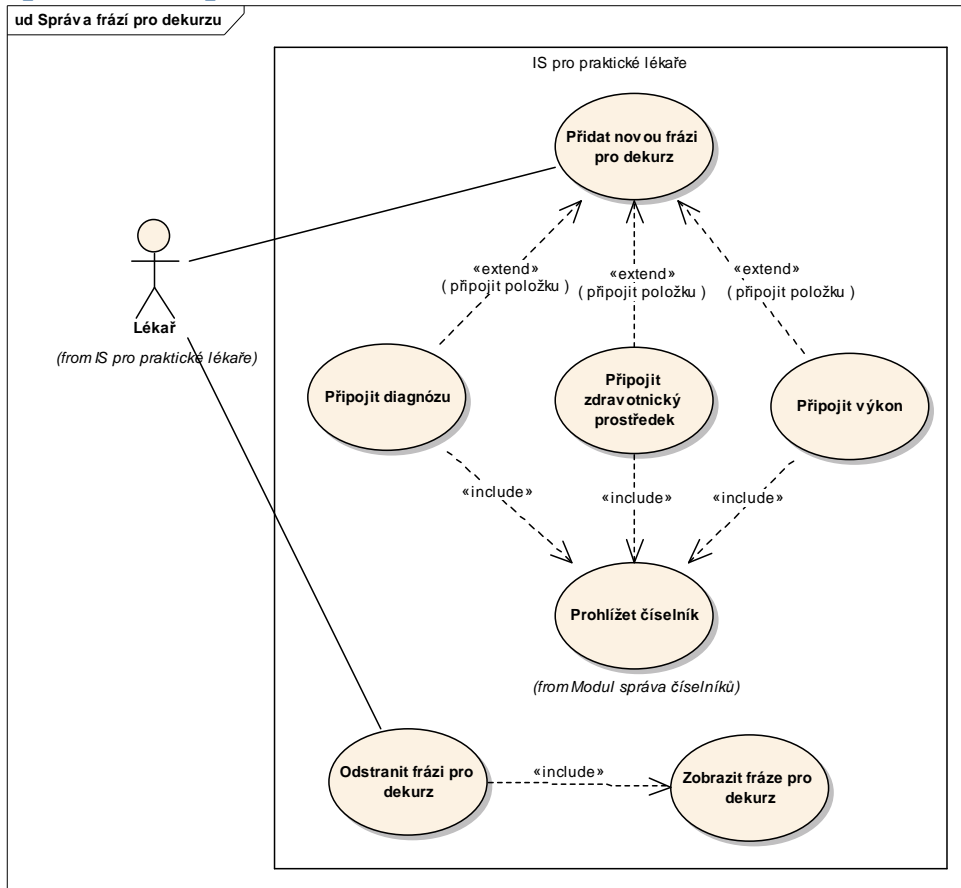 ud Správa frází pro dekurzu
IS pro praktické lékaře
Přidat novou frázi
pro dekurz
«extend»
( připojit položku )
«extend»
( připojit položku )
«extend»
( připojit položku )
Lékař
(from IS pro praktické lékaře)
Připojit diagnózu
Připojit
zdravotnický
prostředek
Připojit výkon
«include»
«include»
«include»
Prohlížet číselník
(from Modul správa číselníků)
Odstranit frázi pro
dekurz
«include»
Zobrazit fráze pro
dekurz